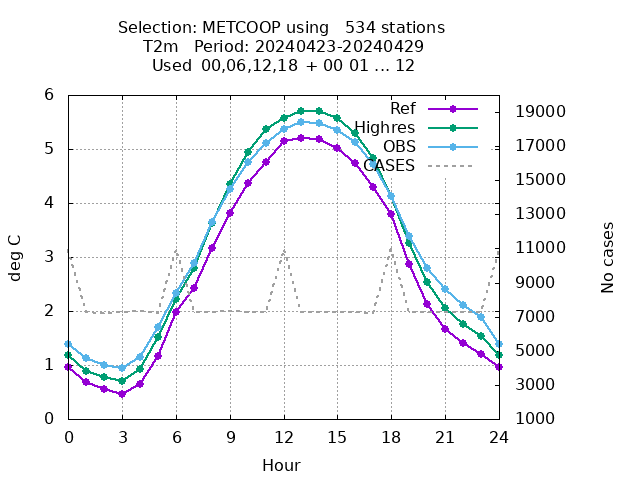 Selection: METCOOP using   534 stations
T2m   Period: 20240423-20240429
Used  00,06,12,18 + 00 01 ... 12
Ref
Highres
OBS
CASES
6
5
4
3
2
1
0
19000
17000
15000
13000
11000
9000
7000
5000
3000
1000
0 3 6 9 12 15 18 21 24
deg C
No cases
Hour